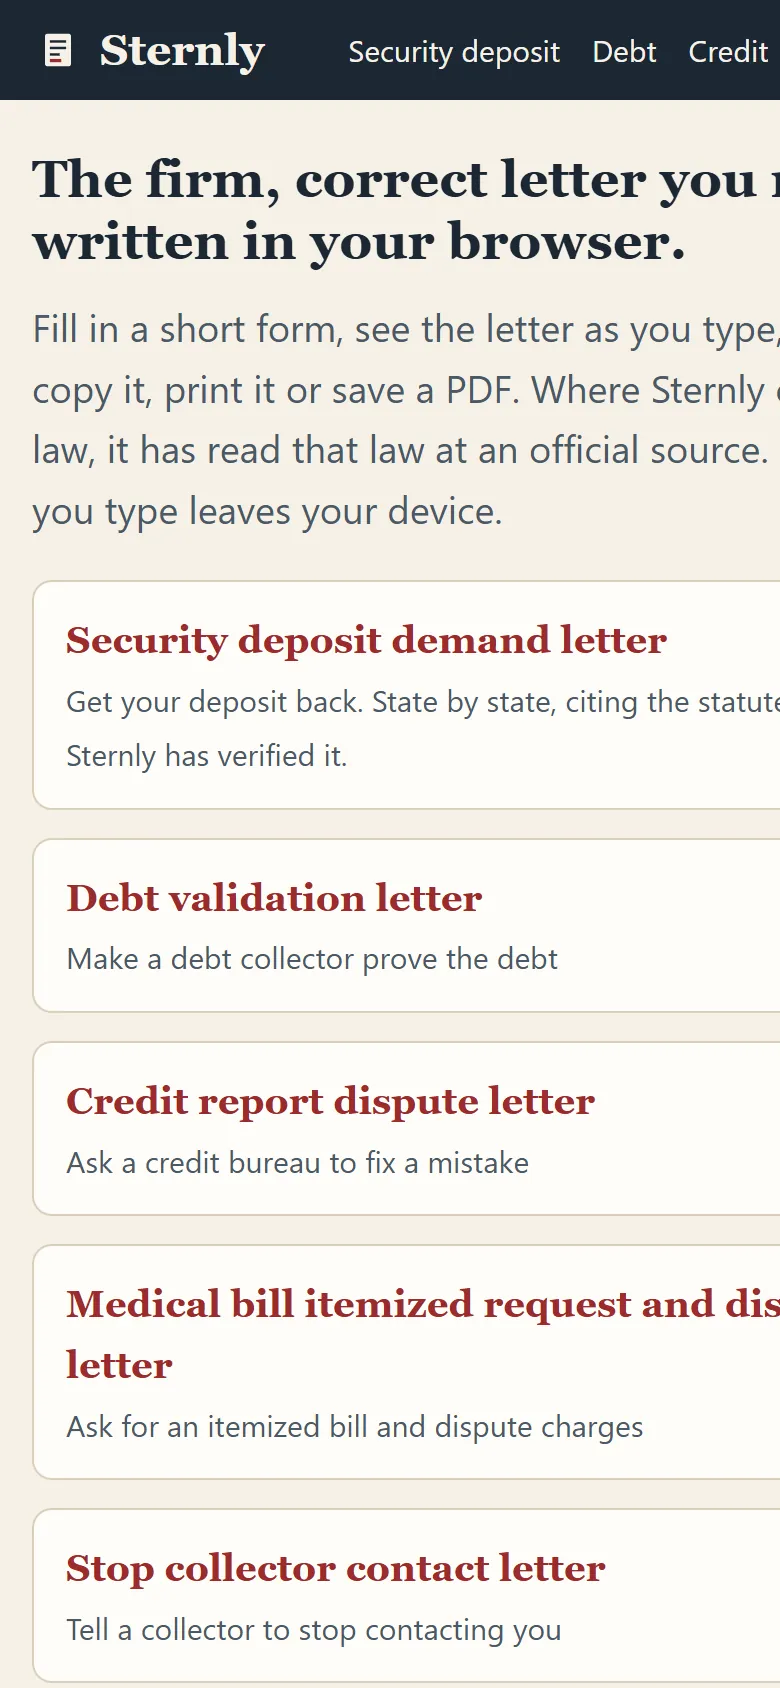 Sternly
Security deposit Debt Credit
The firm, correct letter you
written in your browser.
Fill in a short form, see the letter as you type,
copy it, print it or save a PDF. Where Sternly
law, it has read that law at an official source.
you type leaves your device.
Security deposit demand letter
Get your deposit back. State by state, citing the statute
Sternly has verified it.
Debt validation letter
Make a debt collector prove the debt
Credit report dispute letter
Ask a credit bureau to fix a mistake
Medical bill itemized request and
letter
Ask for an itemized bill and dispute charges
Stop collector contact letter
Tell a collector to stop contacting you